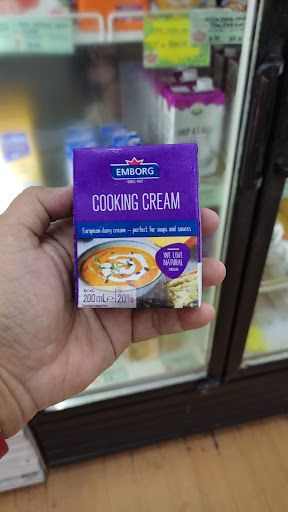 EMBORG
SINCE 1947
COOKING CREAM
European dairy cream – perfect for soups and sauces
WE LOVE
NATURAL
CREAM
200 mL e
20%